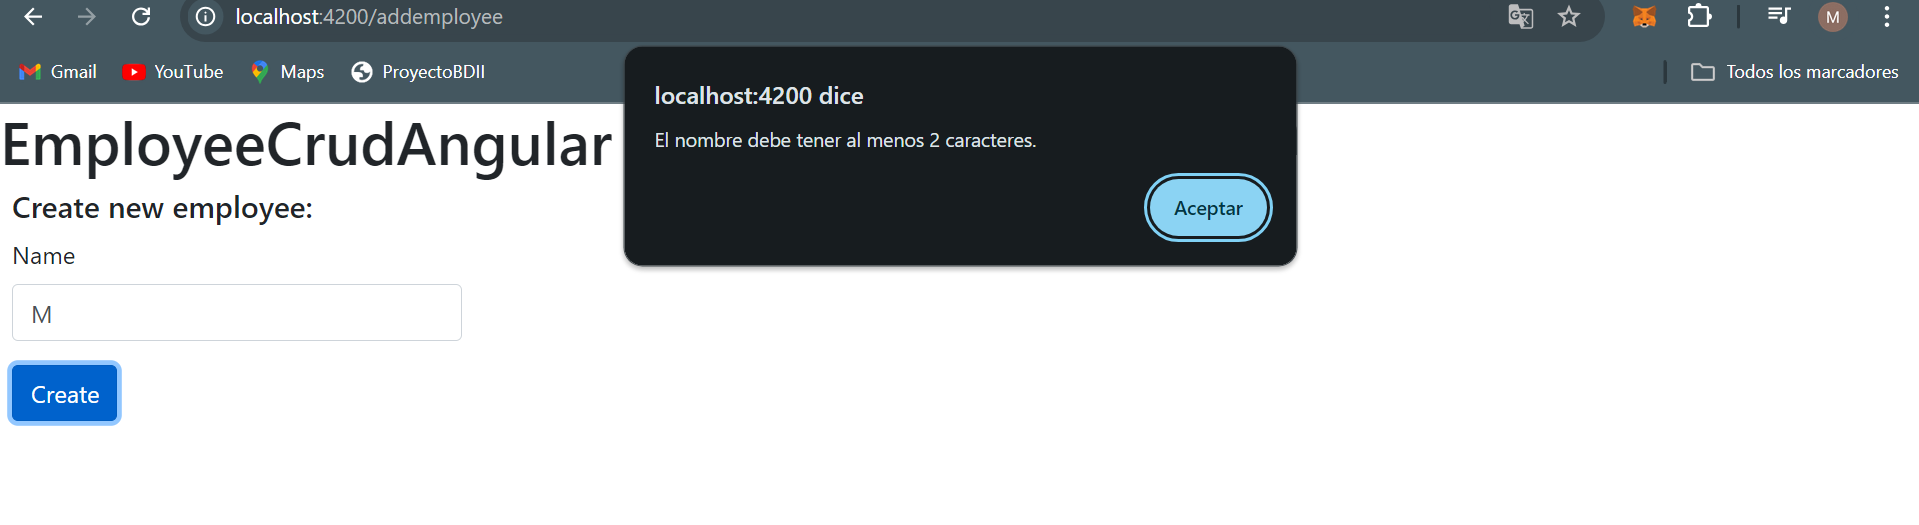 localhost:4200/addemployee
M
Gmail
YouTube
Maps
ProyectoBDII
Todos los marcadores
localhost:4200 dice
El nombre debe tener al menos 2 caracteres.
Aceptar
EmployeeCrudAngular
Create new employee:
Name
M
Create